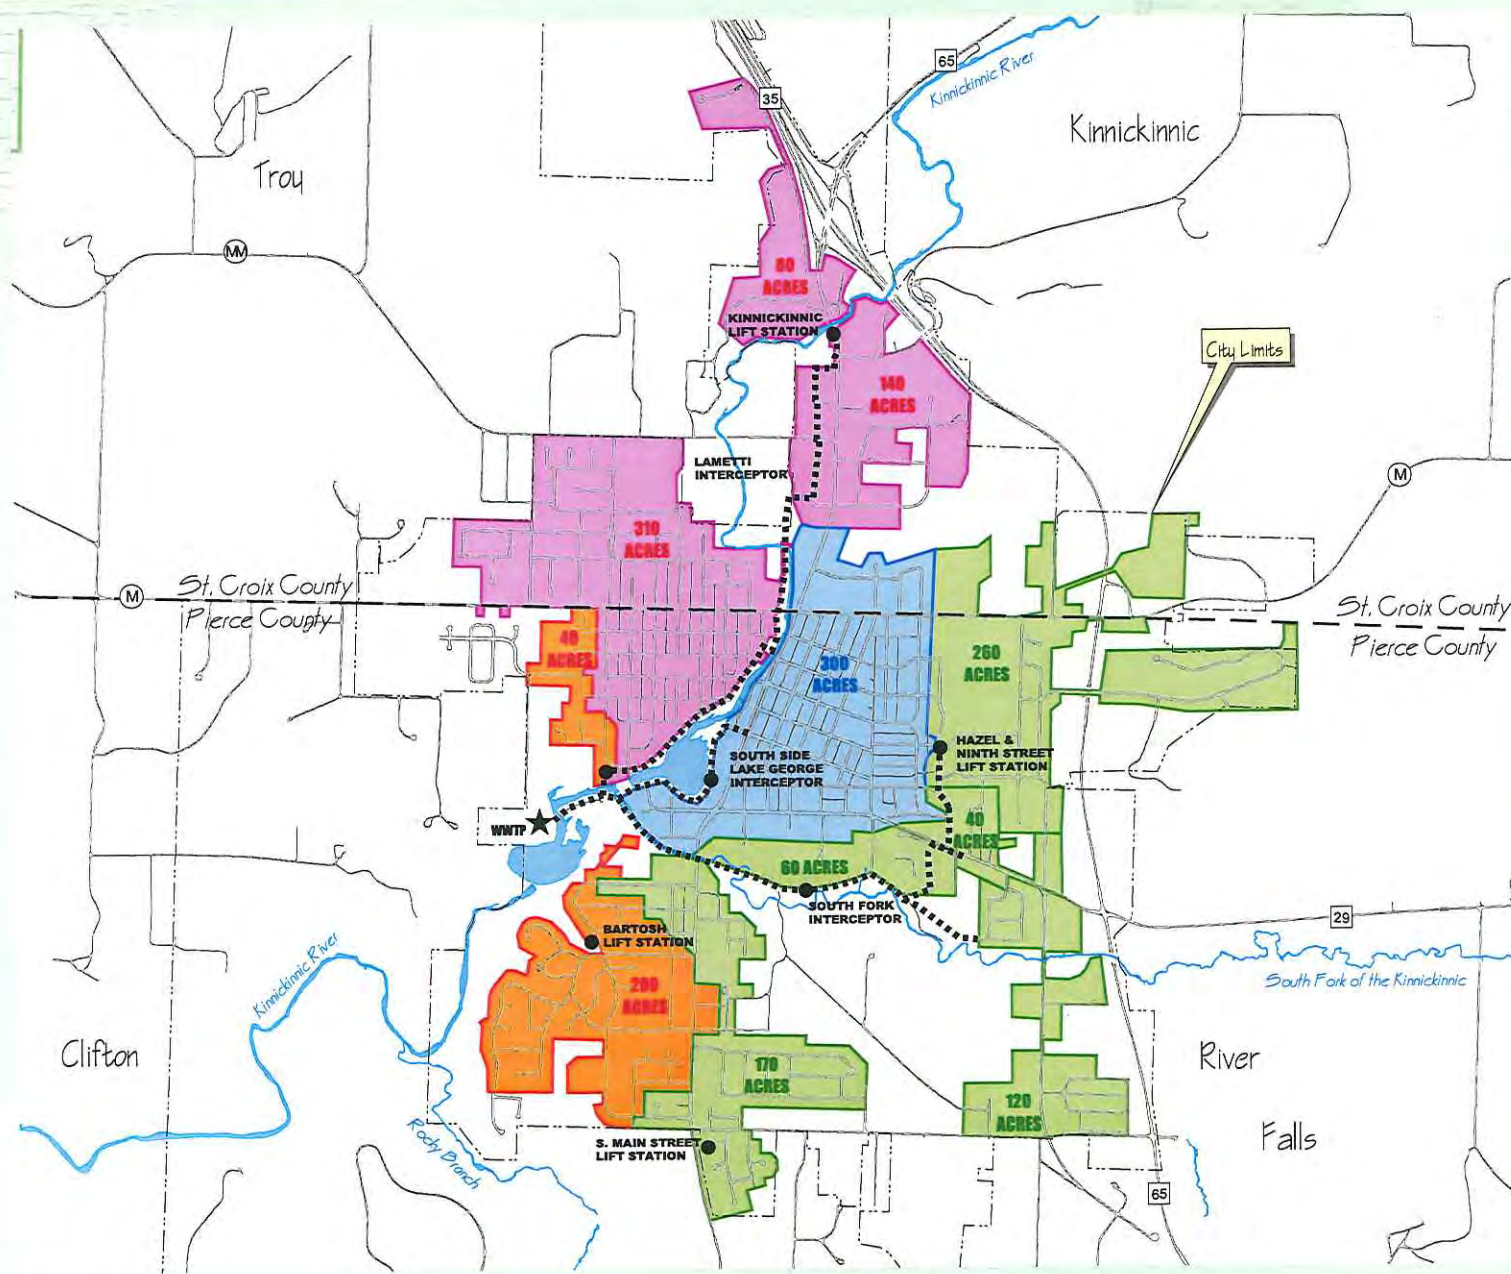 65
Kinnickinnic River
35
Kinnickinnic
Troy
MM
80
ACRES
KINNICKINNIC
LIFT STATION
City Limits
140
ACRES
LAMETTI
INTERCEPTOR
M
310
ACRES
M
St. Croix County
Pierce County
St. Croix County
Pierce County
40
ACRES
300
ACRES
260
ACRES
HAZEL &
NINTH STREET
LIFT STATION
SOUTH SIDE
LAKE GEORGE
INTERCEPTOR
WWTP
40
ACRES
60 ACRES
SOUTH FORK
INTERCEPTOR
29
BARTOSH
LIFT STATION
Kinnickinnic River
South Fork of the Kinnickinnic
200
ACRES
Clifton
River
170
ACRES
120
ACRES
Falls
Rocky Branch
S. MAIN STREET
LIFT STATION
65